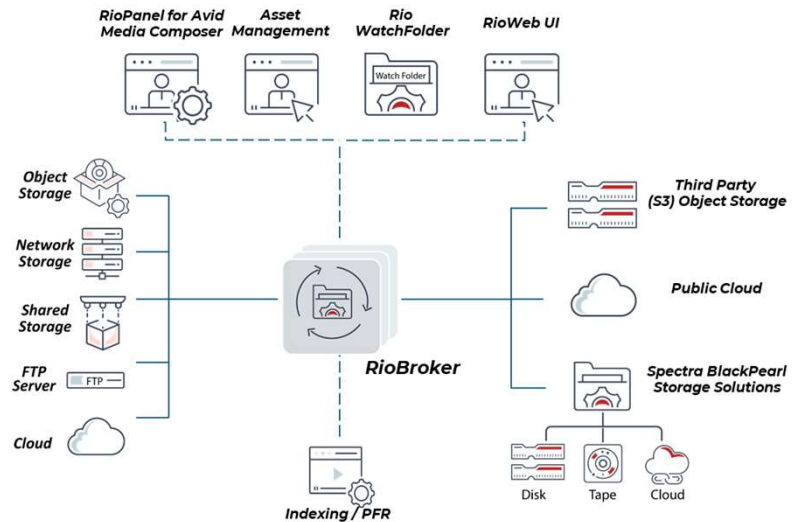 RioPanel for Avid
Media Composer
Asset
Management
Rio
WatchFolder
RioWeb UI
Watch Folder
Object
Storage
Network
Storage
Shared
Storage
FTP
Server
FTP
Cloud
RioBroker
Indexing / PFR
Third Party
(S3) Object Storage
Public Cloud
Spectra BlackPearl
Storage Solutions
Disk
Tape
Cloud